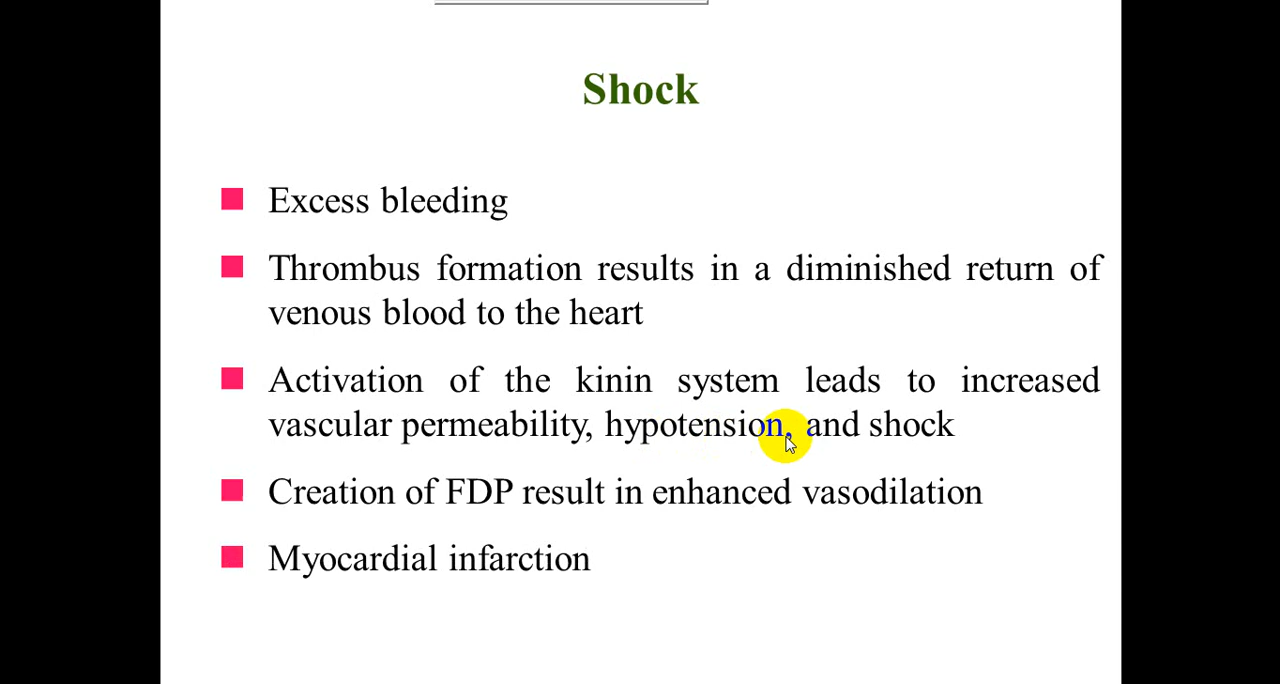 Shock
Excess bleeding
Thrombus formation results in a diminished return of
venous blood to the heart
Activation of the kinin system leads to increased
vascular permeability, hypotension, and shock
Creation of FDP result in enhanced vasodilation
Myocardial infarction